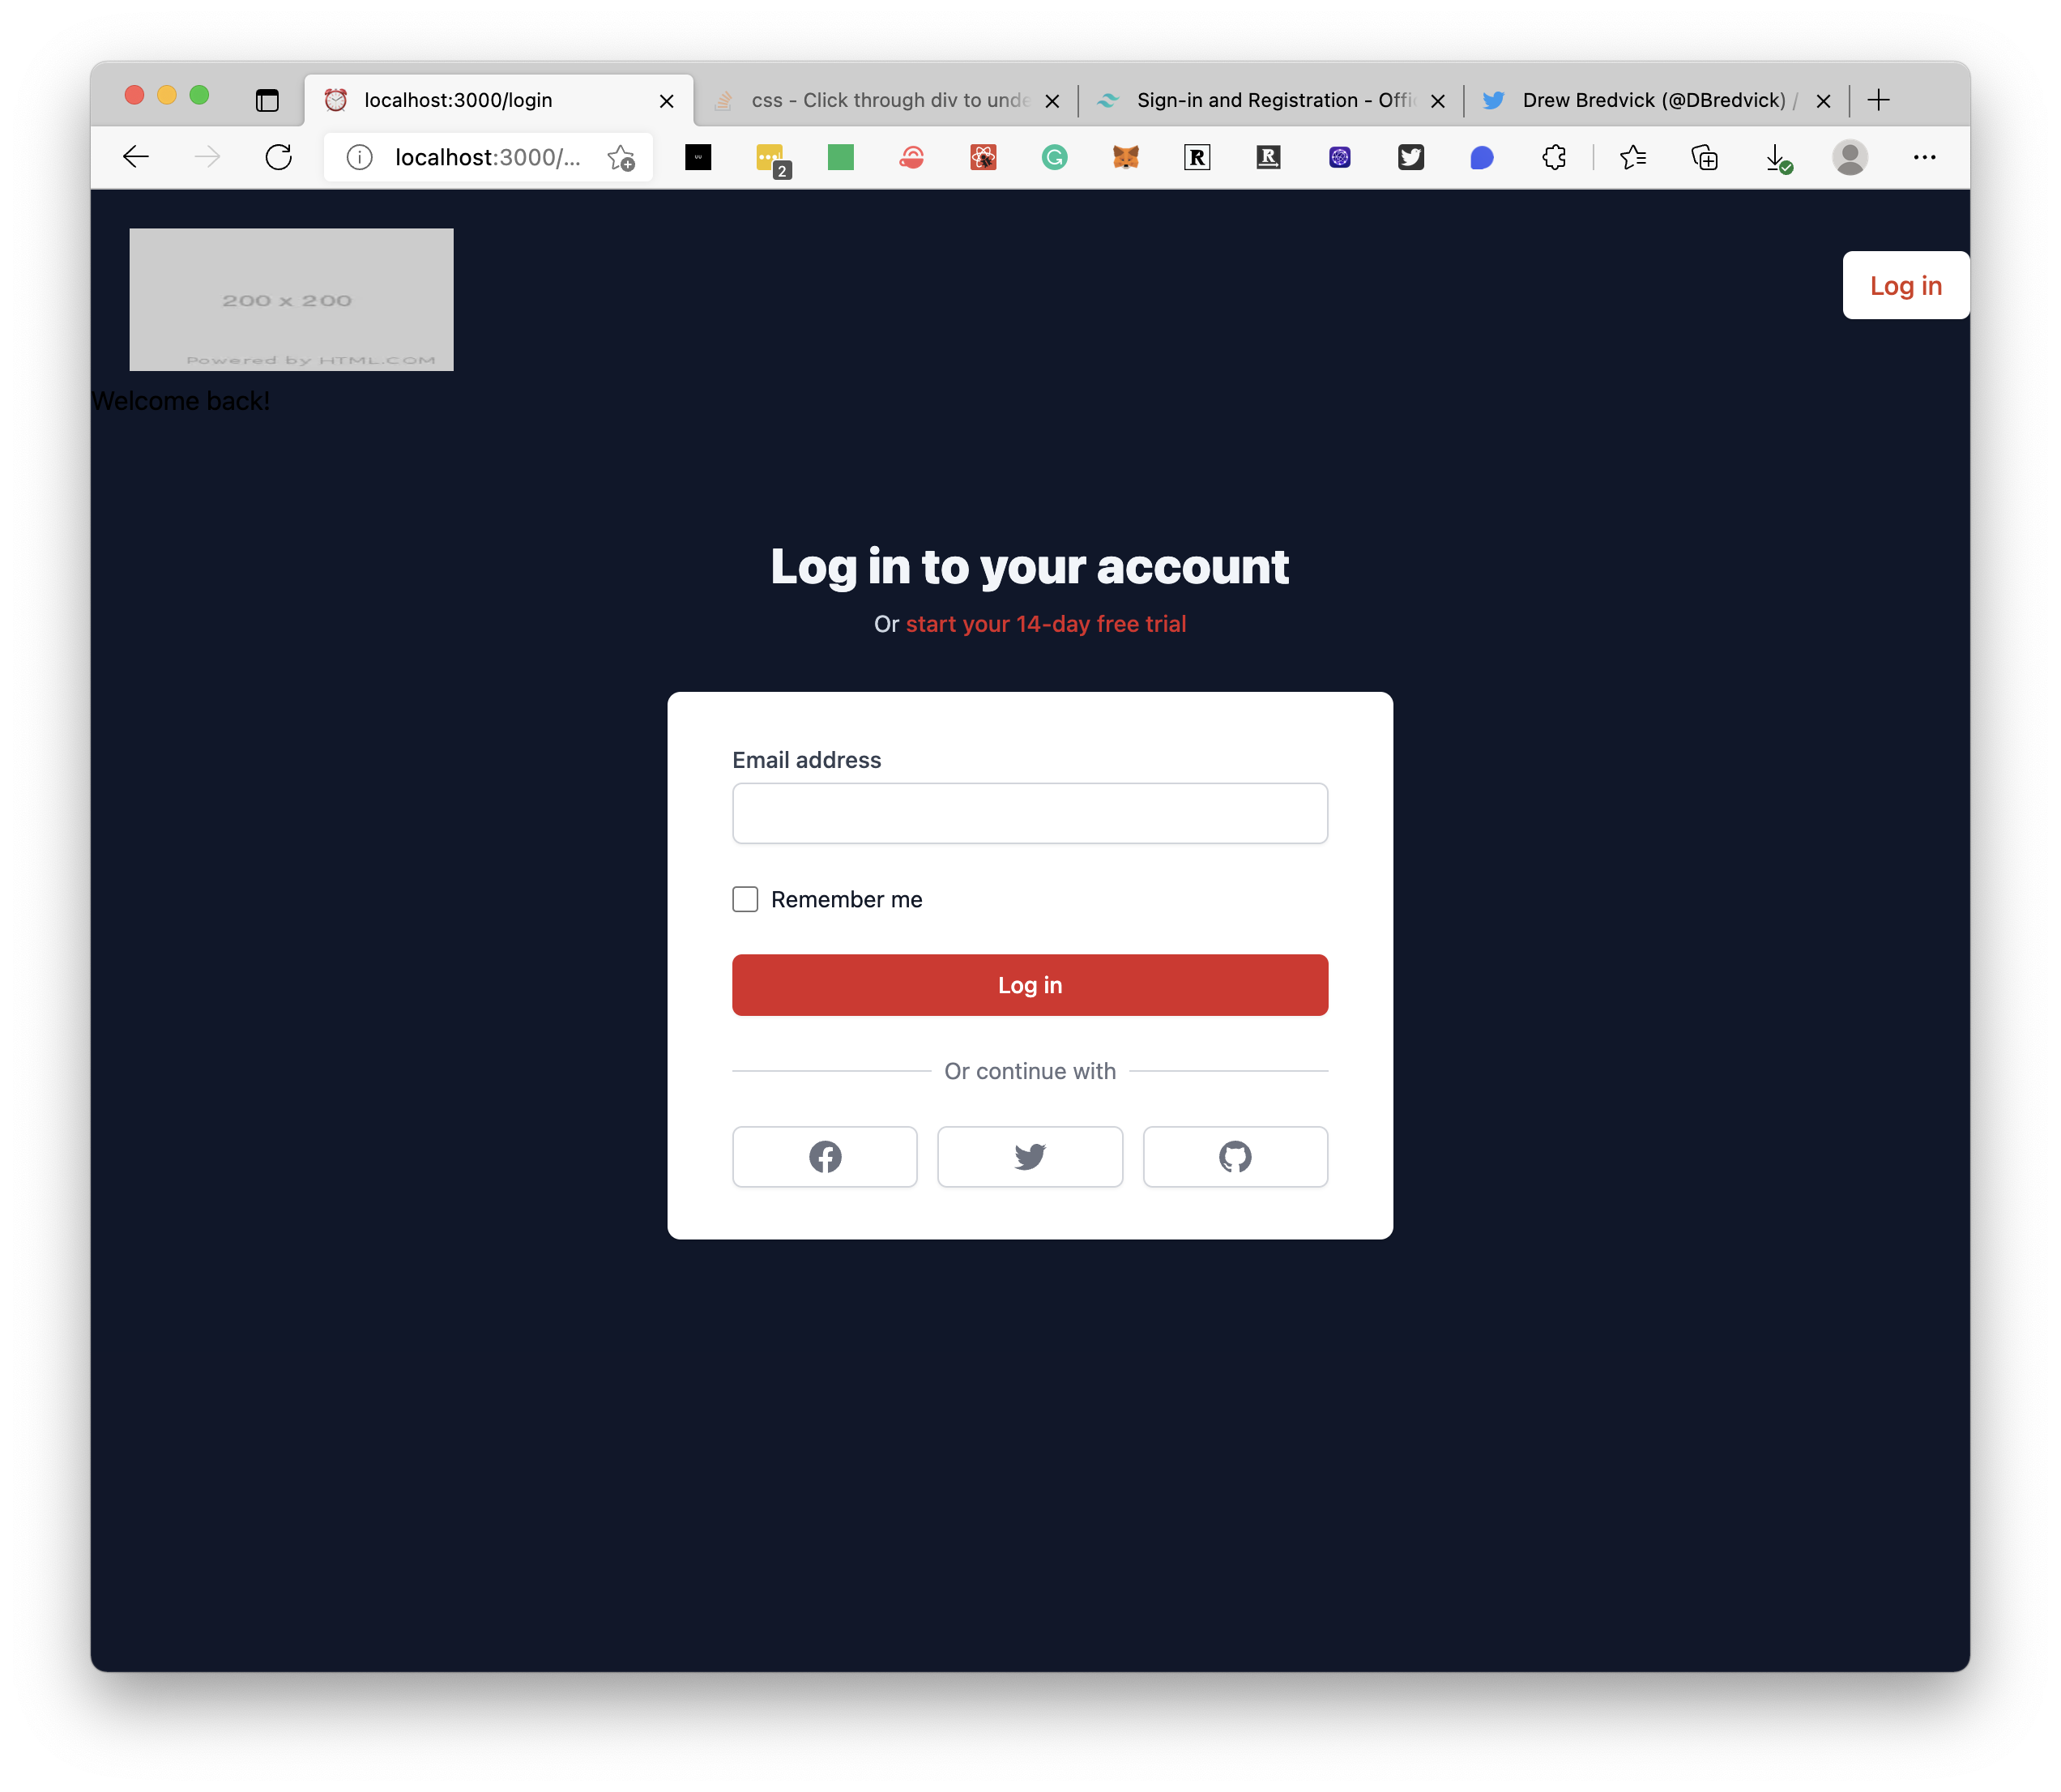 localhost:3000/login
css - Click through div to unde
Sign-in and Registration - Offi
Drew Bredvick (@DBredvick) /
localhost:3000/...
2
200 x 200
Powered by HTML.COM
Log in
Welcome back!
Log in to your account
Or start your 14-day free trial
Email address
Remember me
Log in
Or continue with